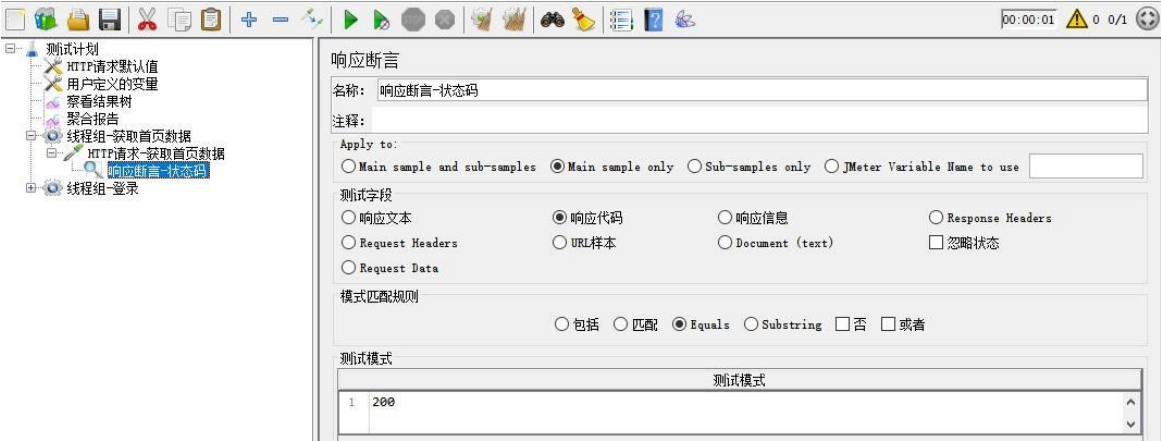 00:00:01 0 0/1
测试计划
HTTP请求默认值
用户定义的变量
察看结果树
聚合报告
线程组-获取首页数据
HTTP请求-获取首页数据
响应断言-状态码
线程组-登录
响应断言
名称: 响应断言-状态码
注释:
Apply to:
Main sample and sub-samples Main sample only Sub-samples only JMeter Variable Name to use
测试字段
响应文本 响应代码 响应信息 Response Headers
Request Headers URL样本 Document (text) 忽略状态
Request Data
模式匹配规则
包括 匹配 Equals Substring 否 或者
测试模式
测试模式
1 200